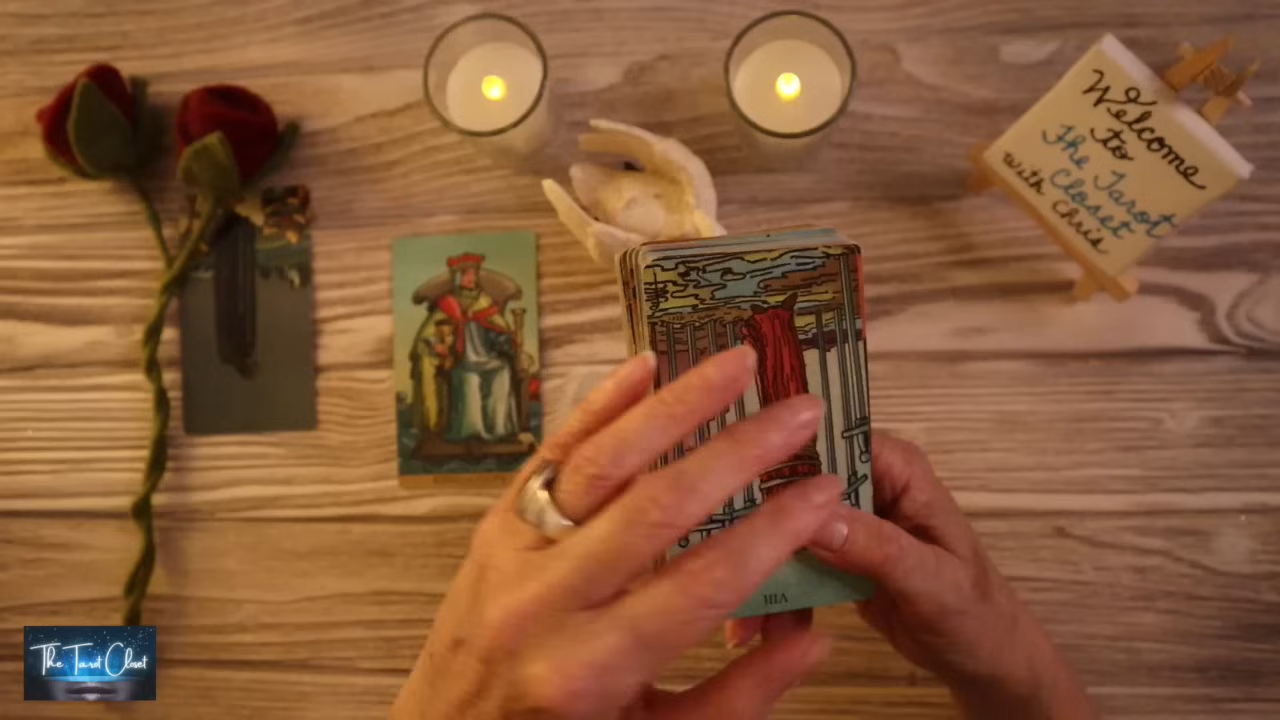 Welcome
to
The Tarot
Closet
with Chris
VIII
The Tarot Closet